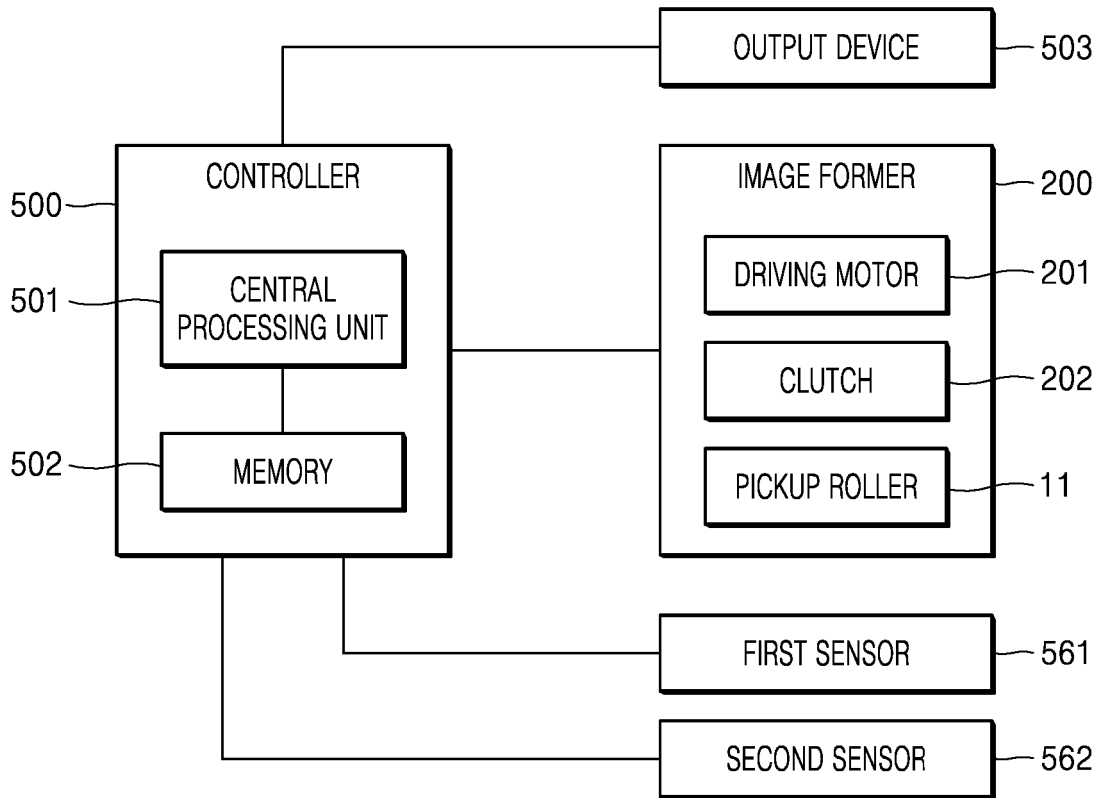 OUTPUT DEVICE
503
CONTROLLER
500
501
CENTRAL
PROCESSING UNIT
502
MEMORY
IMAGE FORMER
200
DRIVING MOTOR
201
CLUTCH
202
PICKUP ROLLER
11
FIRST SENSOR
561
SECOND SENSOR
562